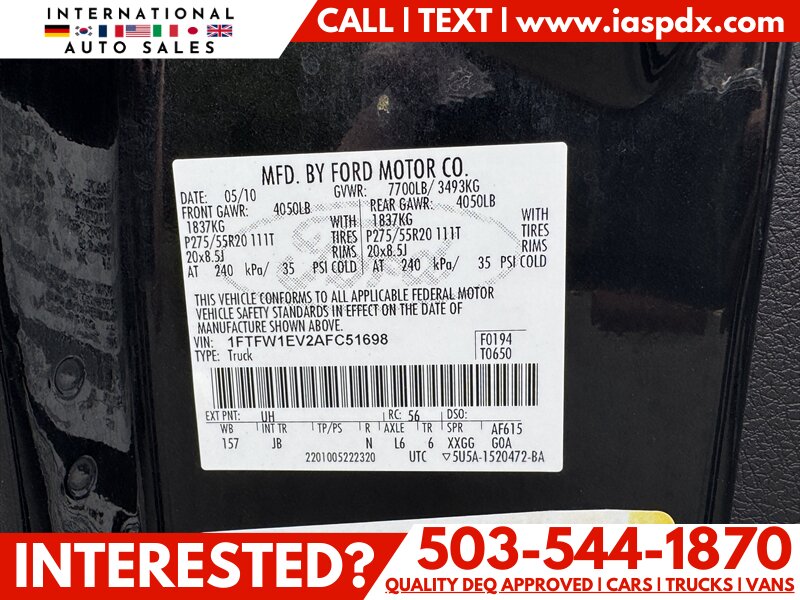 INTERNATIONAL
AUTO SALES
CALL | TEXT | www.iaspdx.com
MFD. BY FORD MOTOR CO.
DATE: 05/10 GVWR: 7700LB/ 3493KG
FRONT GAWR: 4050LB REAR GAWR: 4050LB
1837KG WITH 1837KG WITH
P275/55R20 111T TIRES P275/55R20 111T TIRES
20x8.5J RIMS 20x8.5J RIMS
AT 240 kPa/ 35 PSI COLD AT 240 kPa/ 35 PSI COLD
THIS VEHICLE CONFORMS TO ALL APPLICABLE FEDERAL MOTOR
VEHICLE SAFETY STANDARDS IN EFFECT ON THE DATE OF
MANUFACTURE SHOWN ABOVE.
VIN: 1FTFW1EV2AFC51698 F0194
TYPE: Truck T0650
EXT PNT: UH RC: 56 DSO:
WB INT TR TP/PS R AXLE TR SPR AF615
157 JB N L6 6 XXGG GOA
2201005222320 UTC ▽5U5A-1520472-BA
INTERESTED?
503-544-1870
QUALITY DEQ APPROVED | CARS | TRUCKS | VANS